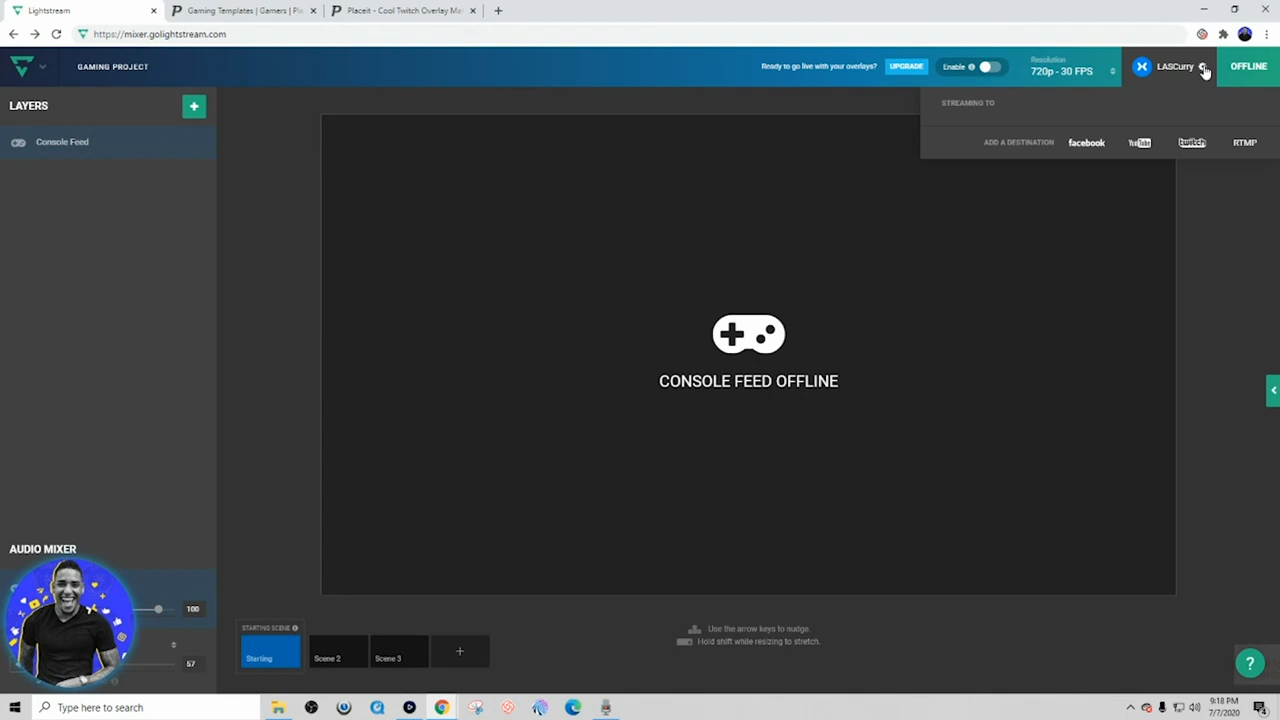 Lightstream
Gaming Templates | Gamers | Pla
Placeit - Cool Twitch Overlay Ma
https://mixer.golightstream.com
GAMING PROJECT
Ready to go live with your overlays?
UPGRADE
Enable
Resolution
720p - 30 FPS
LASCurry
OFFLINE
LAYERS
STREAMING TO
Console Feed
ADD A DESTINATION
facebook
YouTube
twitch
RTMP
CONSOLE FEED OFFLINE
AUDIO MIXER
100
57
STARTING SCENE
Starting
Scene 2
Scene 3
Use the arrow keys to nudge.
Hold shift while resizing to stretch.
?
Type here to search
9:18 PM
7/7/2020
4